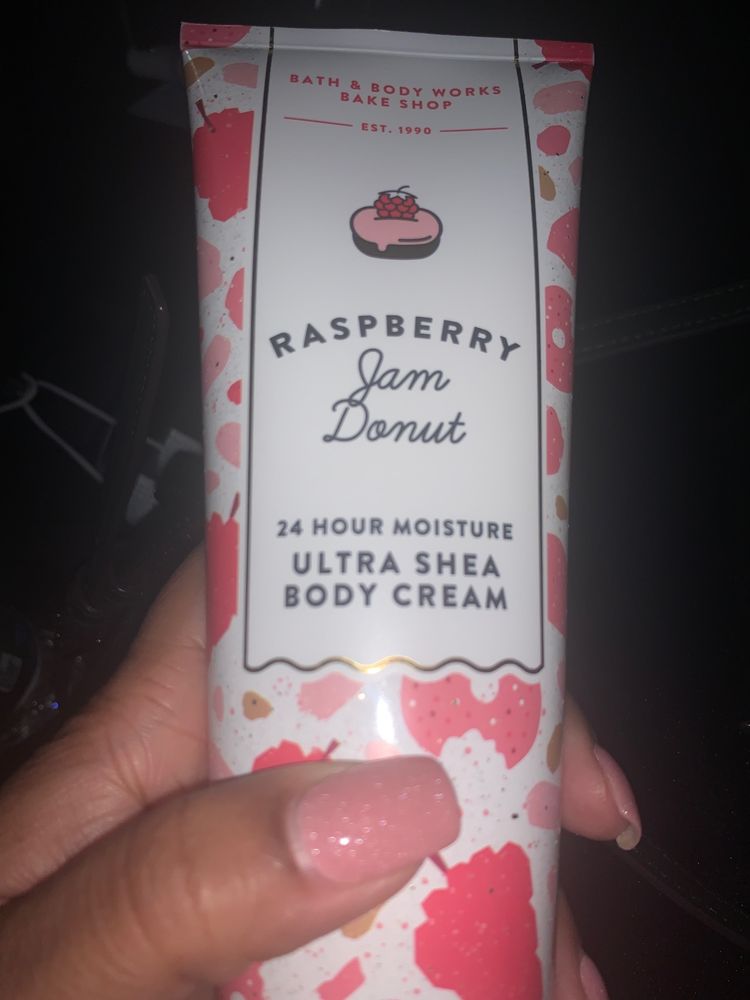 BATH & BODY WORKS
BAKE SHOP
EST. 1990
RASPBERRY
Jam
Donut
24 HOUR MOISTURE
ULTRA SHEA
BODY CREAM